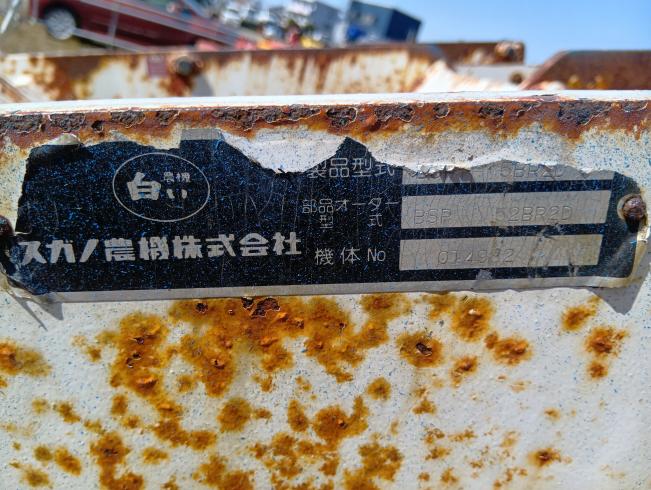 白い農機
スガノ農機株式会社
製品型式
部品オーダー型式 BSP 52BR2D
機体No 014992